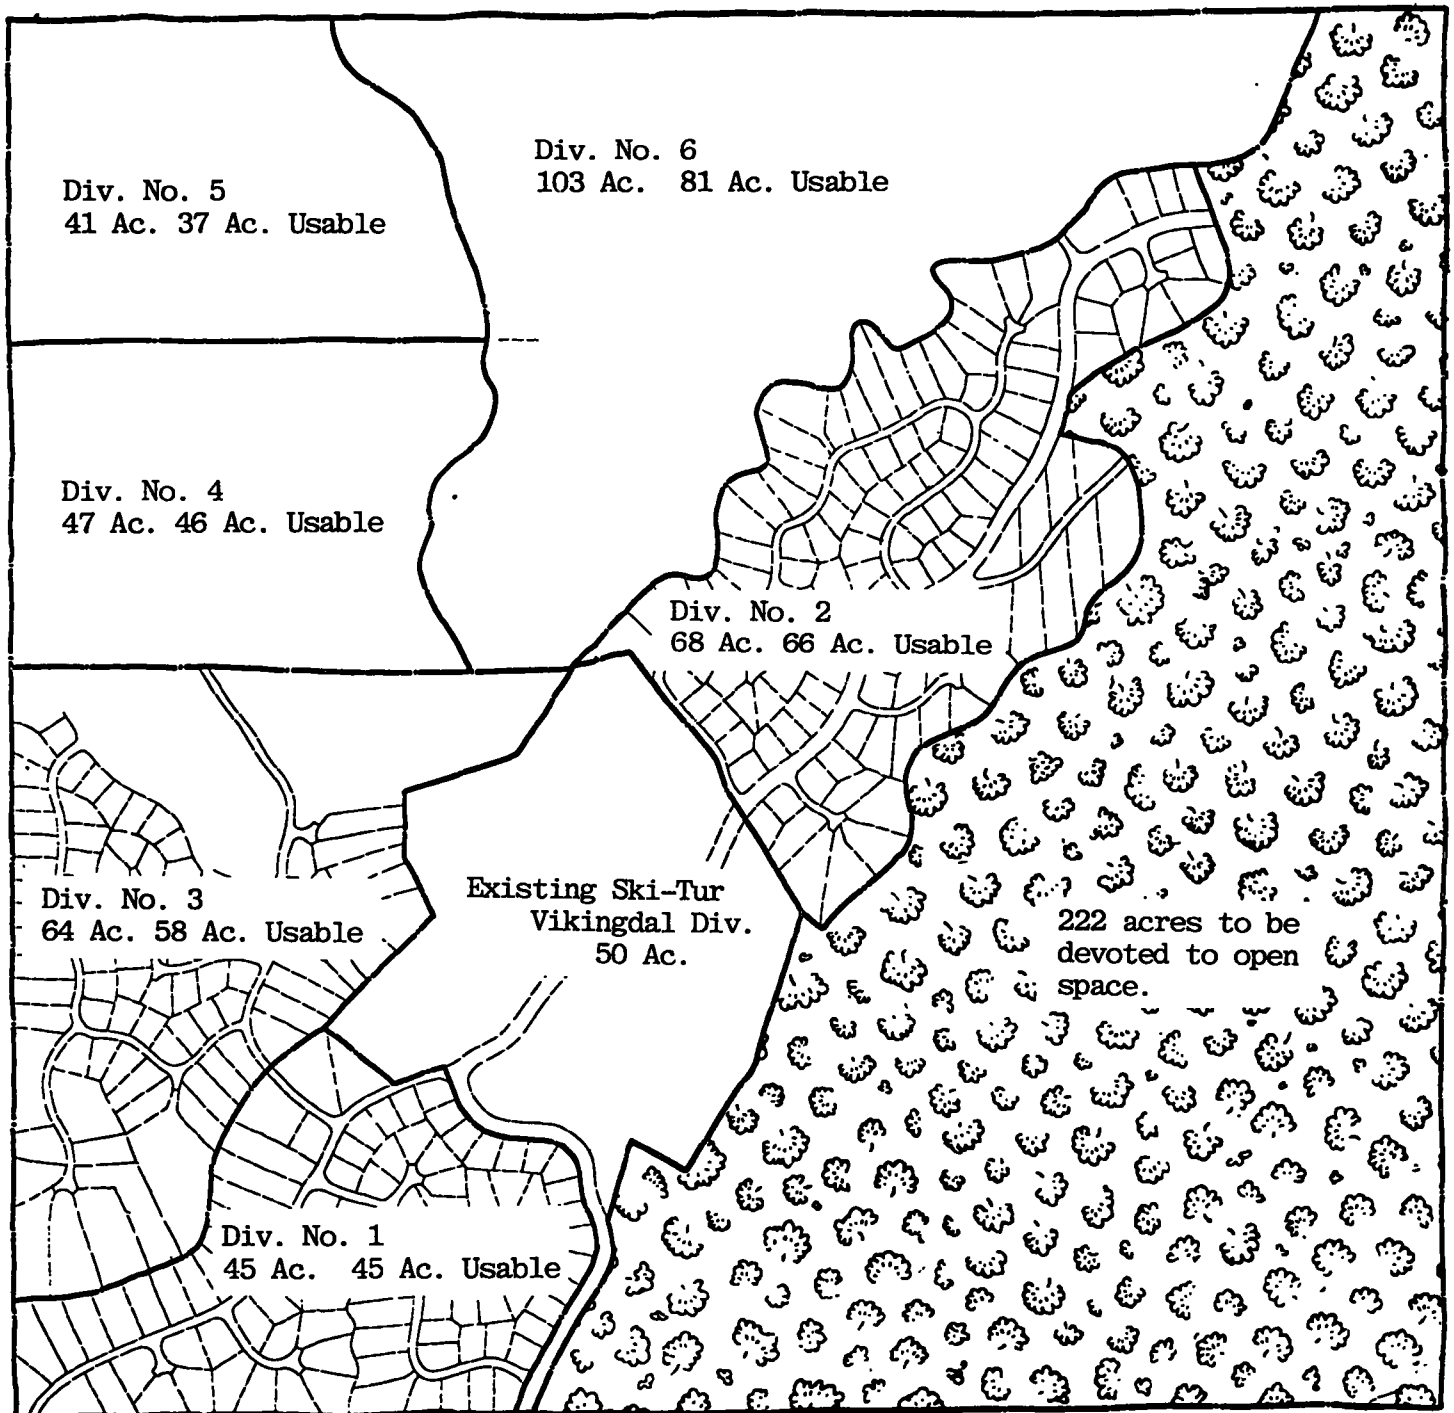 Div. No. 6
103 Ac.  81 Ac. Usable
Div. No. 5
41 Ac. 37 Ac. Usable
Div. No. 4
47 Ac. 46 Ac. Usable
Div. No. 2
68 Ac. 66 Ac. Usable
Div. No. 3
64 Ac. 58 Ac. Usable
Existing Ski-Tur
Vikingdal Div.
50 Ac.
222 acres to be
devoted to open
space.
Div. No. 1
45 Ac.  45 Ac. Usable